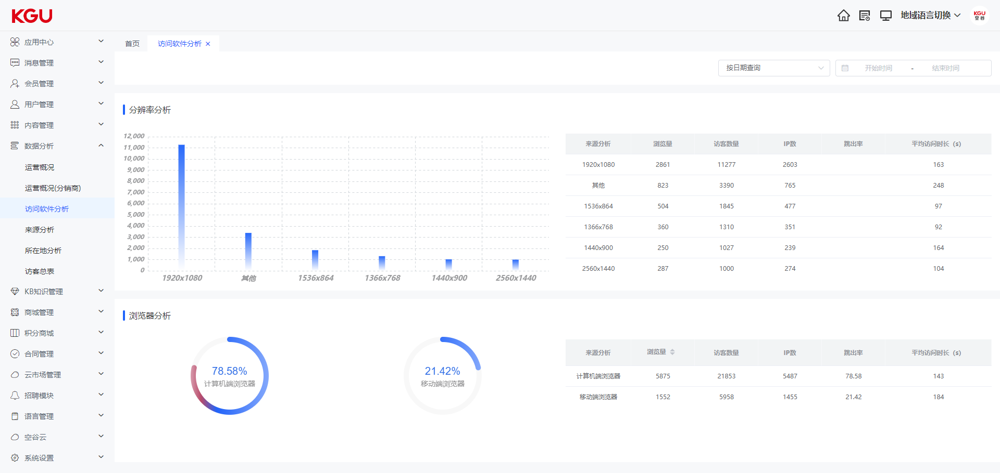 KGU
地域语言切换
KGU
空谷
应用中心
消息管理
会员管理
用户管理
内容管理
数据分析
运营概况
运营概况(分销商)
访问软件分析
来源分析
所在地分析
访客总表
KB知识管理
商城管理
积分商城
合同管理
云市场管理
招聘模块
语言管理
空谷云
系统设置
首页 访问软件分析
按日期查询 开始时间 - 结束时间
分辨率分析
12,000
11,000
10,000
9,000
8,000
7,000
6,000
5,000
4,000
3,000
2,000
1,000
0
1920x1080 其他 1536x864 1366x768 1440x900 2560x1440
来源分析 浏览量 访客数量 IP数 跳出率 平均访问时长（s）
1920x1080 2861 11277 2603 163
其他 823 3390 765 248
1536x864 504 1845 477 97
1366x768 360 1310 351 92
1440x900 250 1027 239 164
2560x1440 287 1000 274 104
浏览器分析
78.58%
计算机端浏览器
21.42%
移动端浏览器
来源分析 浏览量 访客数量 IP数 跳出率 平均访问时长（s）
计算机端浏览器 5875 21853 5487 78.58 143
移动端浏览器 1552 5958 1455 21.42 184